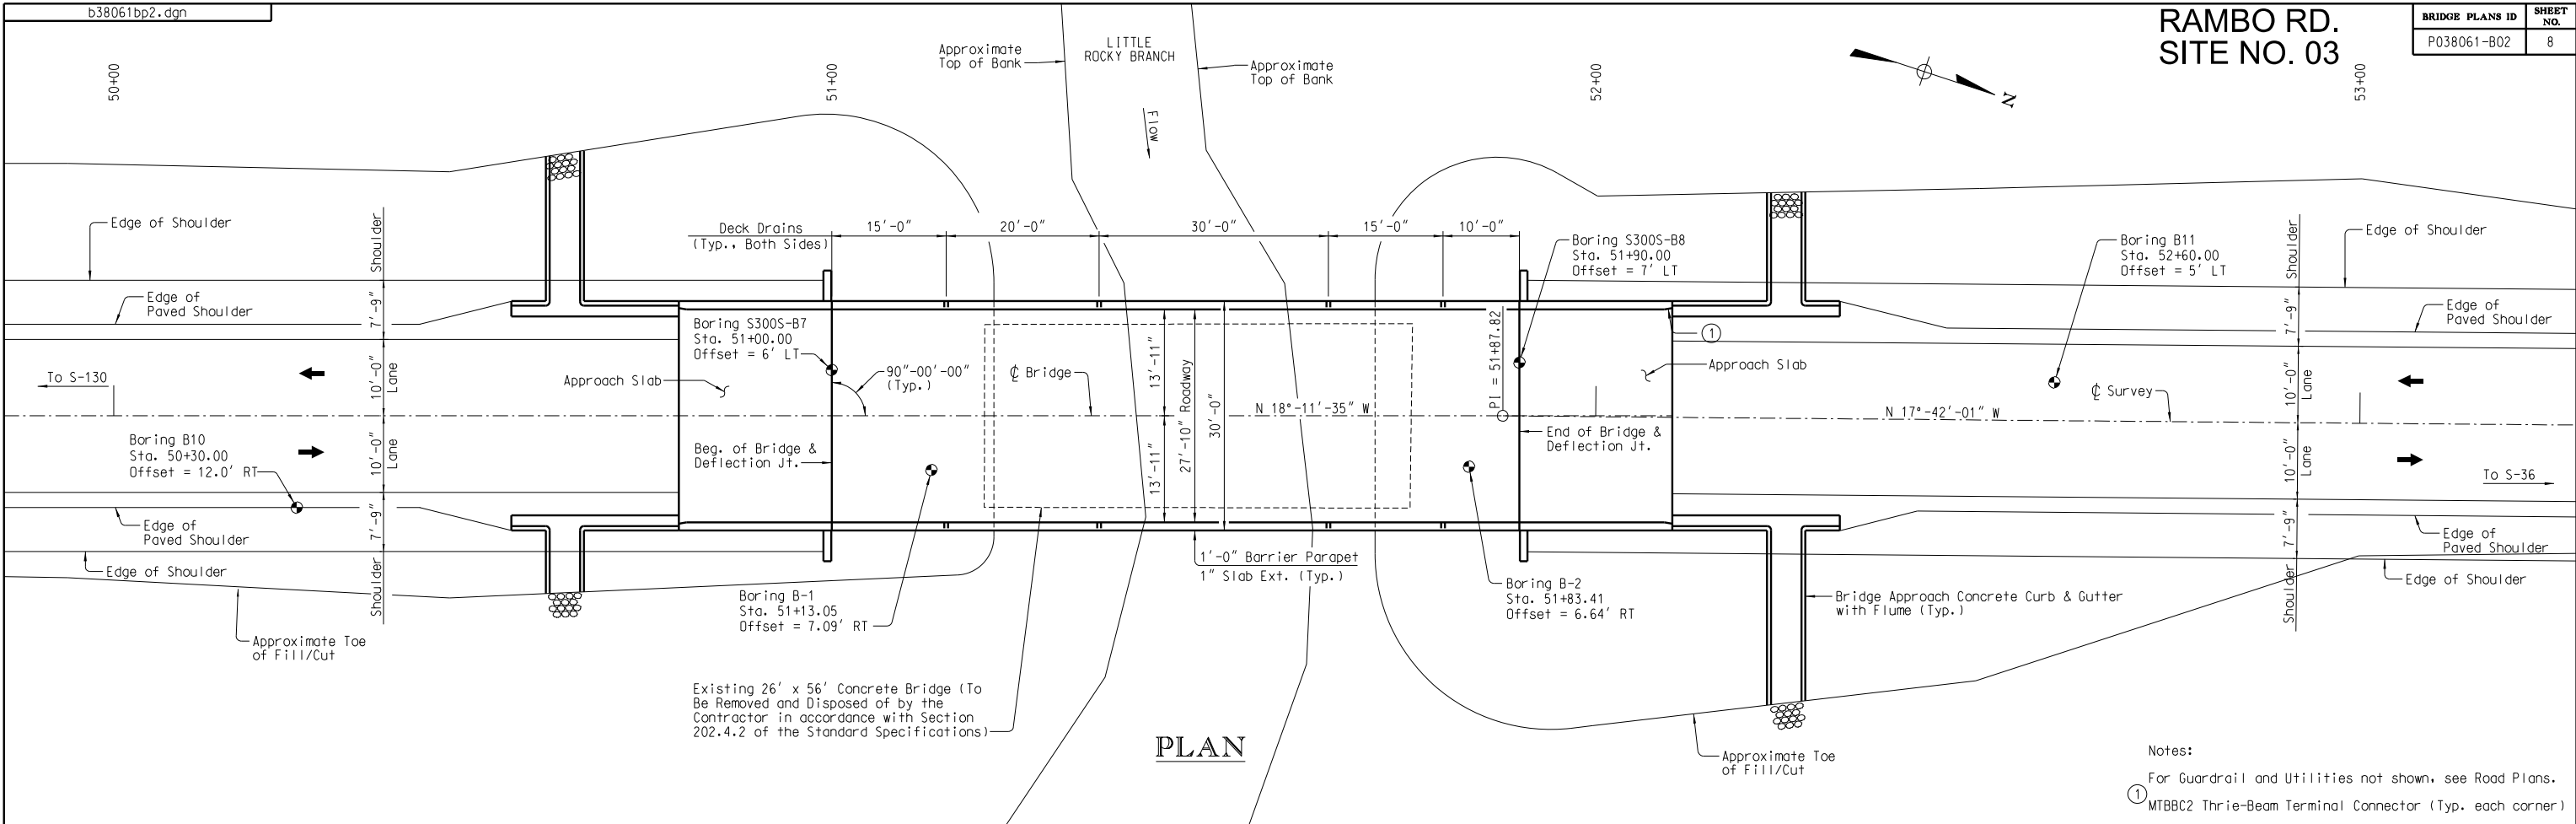 b38061bp2.dgn
RAMBO RD.
SITE NO. 03
BRIDGE PLANS ID
SHEET
NO.
P038061-B02
8
50+00
51+00
52+00
53+00
Approximate
Top of Bank
LITTLE
ROCKY BRANCH
Approximate
Top of Bank
Flow
N
Edge of Shoulder
Edge of
Paved Shoulder
Shoulder
7'-9"
10'-0"
Lane
10'-0"
Lane
7'-9"
Shoulder
To S-130
Boring B10
Sta. 50+30.00
Offset = 12.0' RT
Edge of
Paved Shoulder
Edge of Shoulder
Approximate Toe
of Fill/Cut
Deck Drains
(Typ., Both Sides)
15'-0"
20'-0"
30'-0"
15'-0"
10'-0"
Boring S300S-B7
Sta. 51+00.00
Offset = 6' LT
Approach Slab
90"-00'-00"
(Typ.)
℄ Bridge
13'-11"
13'-11"
27'-10" Roadway
30'-0"
N 18°-11'-35" W
PI = 51+87.82
Beg. of Bridge &
Deflection Jt.
End of Bridge &
Deflection Jt.
Boring S300S-B8
Sta. 51+90.00
Offset = 7' LT
1
Approach Slab
Boring B11
Sta. 52+60.00
Offset = 5' LT
℄ Survey
N 17°-42'-01" W
Shoulder
7'-9"
10'-0"
Lane
10'-0"
Lane
7'-9"
Shoulder
Edge of Shoulder
Edge of
Paved Shoulder
To S-36
Edge of
Paved Shoulder
Edge of Shoulder
Boring B-1
Sta. 51+13.05
Offset = 7.09' RT
1'-0" Barrier Parapet
1" Slab Ext. (Typ.)
Boring B-2
Sta. 51+83.41
Offset = 6.64' RT
Bridge Approach Concrete Curb & Gutter
with Flume (Typ.)
Existing 26' x 56' Concrete Bridge (To
Be Removed and Disposed of by the
Contractor in accordance with Section
202.4.2 of the Standard Specifications)
PLAN
Approximate Toe
of Fill/Cut
Notes:
For Guardrail and Utilities not shown, see Road Plans.
1 MTBBC2 Thrie-Beam Terminal Connector (Typ. each corner)